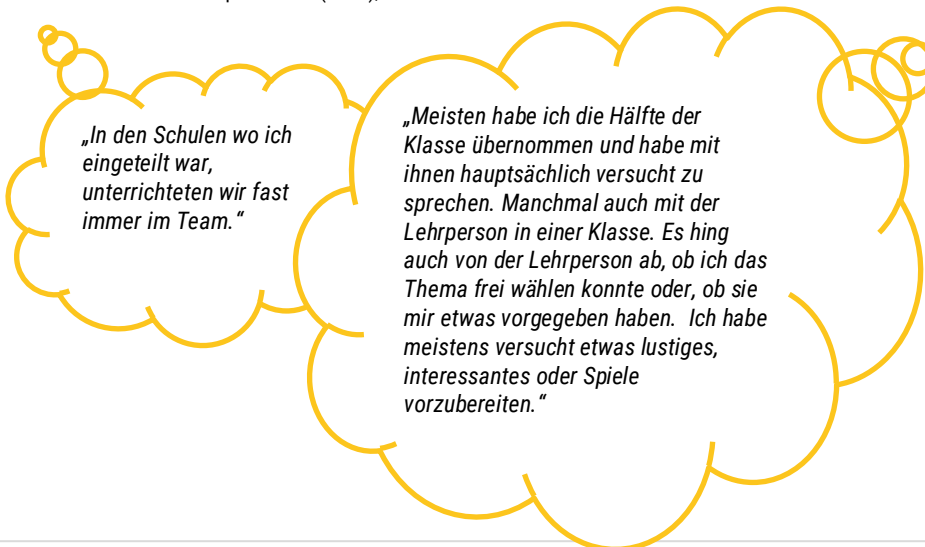 „In den Schulen wo ich
eingeteilt war,
unterrichteten wir fast
immer im Team.“
„Meisten habe ich die Hälfte der
Klasse übernommen und habe mit
ihnen hauptsächlich versucht zu
sprechen. Manchmal auch mit der
Lehrperson in einer Klasse. Es hing
auch von der Lehrperson ab, ob ich das
Thema frei wählen konnte oder, ob sie
mir etwas vorgegeben haben.  Ich habe
meistens versucht etwas lustiges,
interessantes oder Spiele
vorzubereiten.“